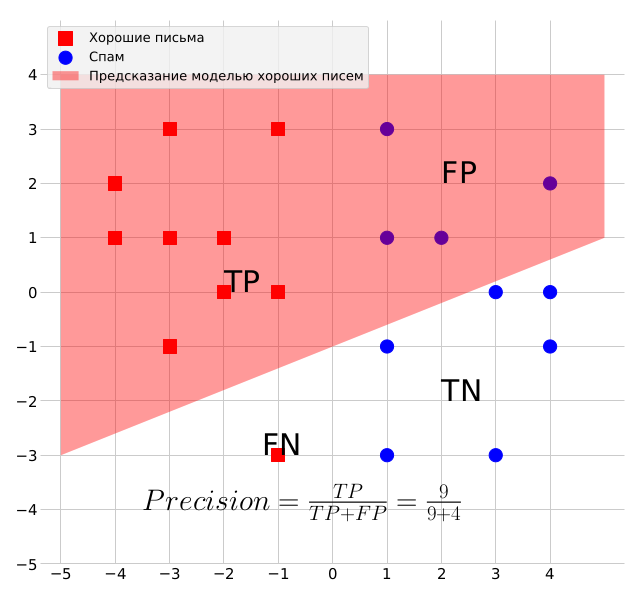 Хорошие письма
Спам
Предсказание моделью хороших писем
4
3
2
1
0
−1
−2
−3
−4
−5
FP
TP
TN
FN
Precision = TP/(TP+FP) = 9/(9+4)
−5 −4 −3 −2 −1 0 1 2 3 4